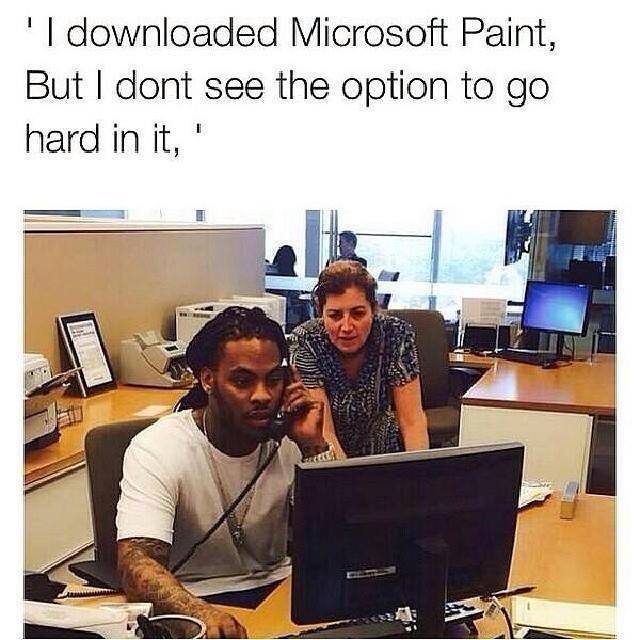 ' I downloaded Microsoft Paint,
But I dont see the option to go
hard in it, '